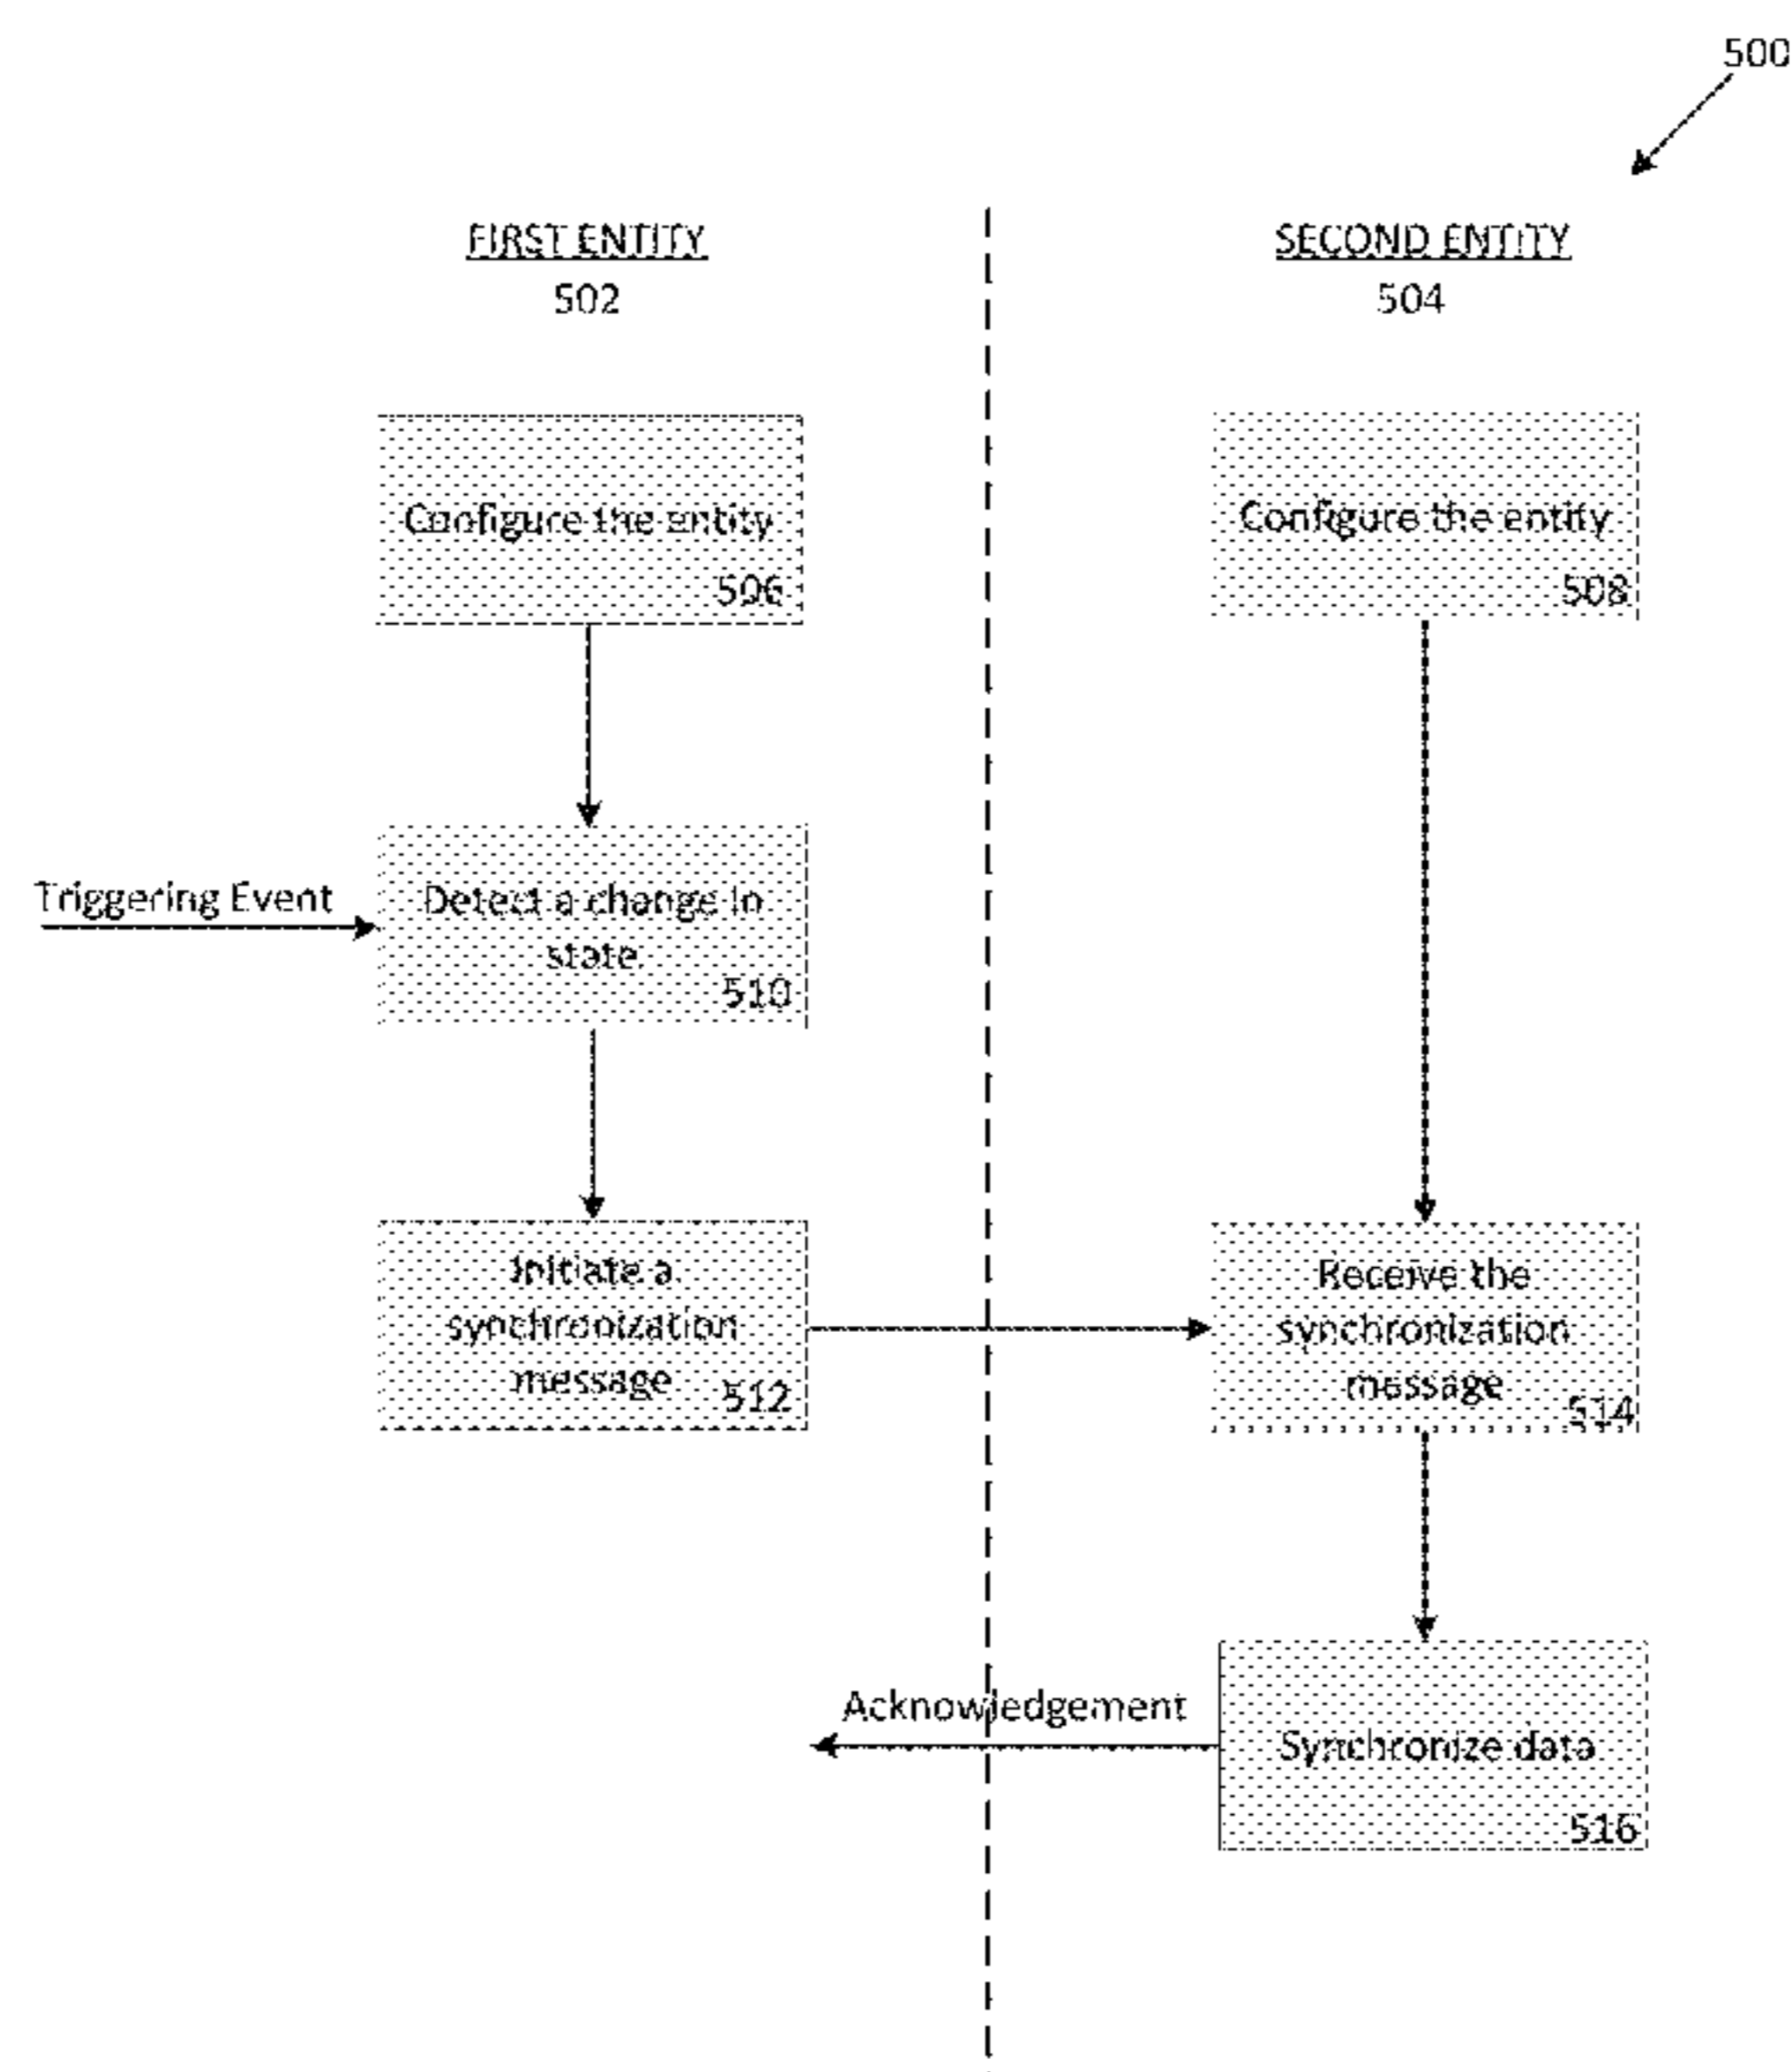 500
FIRST ENTITY
502
SECOND ENTITY
504
Configure the entity
506
Configure the entity
508
Triggering Event
Detect a change in
state
510
Initiate a
synchronization
message
512
Receive the
synchronization
message
514
Acknowledgement
Synchronize data
516